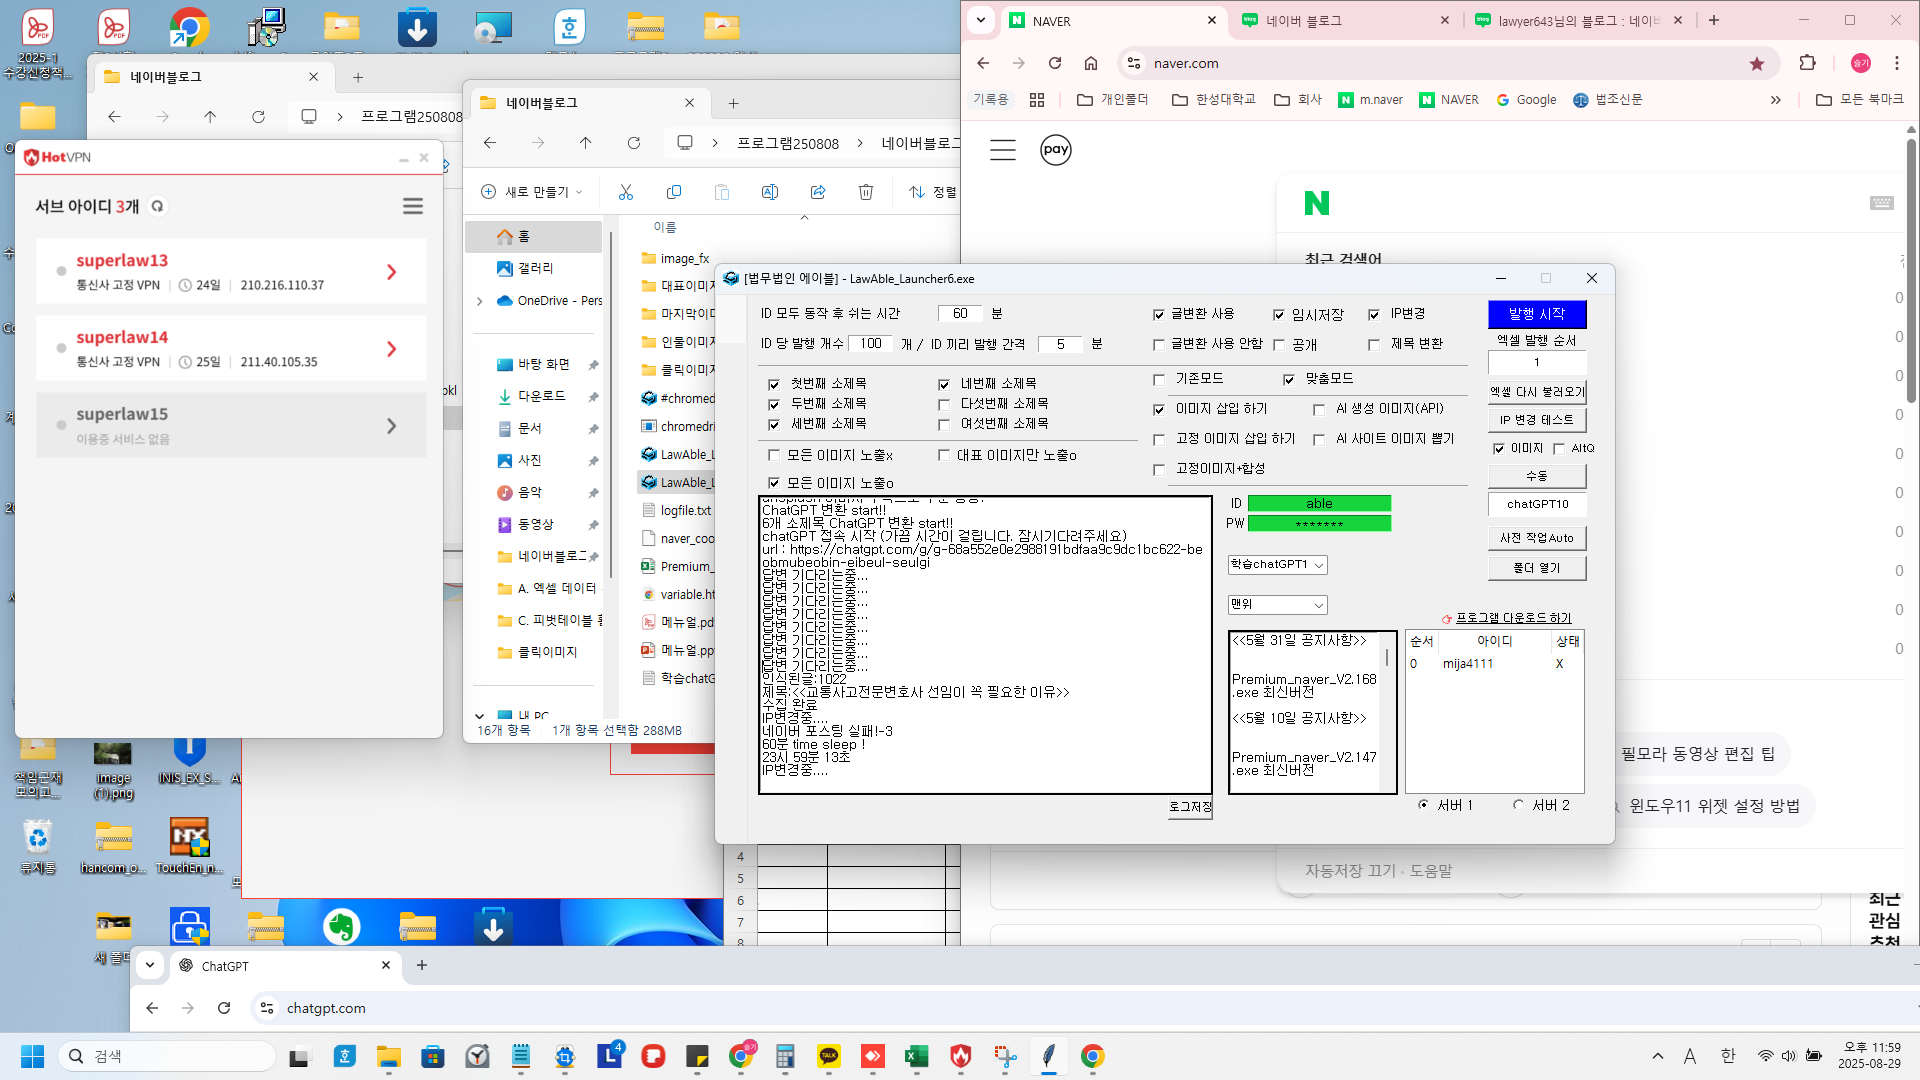 2025-1
수강신청책...
네이버블로그
프로그램250808
HotVPN
서브 아이디 3개
superlaw13
통신사 고정 VPN
24일
210.216.110.37
superlaw14
통신사 고정 VPN
25일
211.40.105.35
superlaw15
이용중 서비스 없음
네이버블로그
프로그램250808
네이버블로그
새로 만들기
정렬
홈
갤러리
OneDrive - Pers
바탕 화면
다운로드
문서
사진
음악
동영상
네이버블로그
A. 엑셀 데이터
C. 피벗테이블 홈
클릭이미지
내 PC
16개 항목
1개 항목 선택함 288MB
이름
image_fx
대표이미지
마지막이미
인물이미지
클릭이미지
#chromed
chromedri
LawAble_L
LawAble_L
logfile.txt
naver_coo
Premium_
variable.ht
메뉴얼.pdf
메뉴얼.ppt
학습chatG
NAVER
네이버 블로그
lawyer643님의 블로그 : 네이버
naver.com
슬기
기록용
개인폴더
한성대학교
회사
m.naver
NAVER
Google
법조신문
모든 북마크
pay
최근 검색어
[법무법인 에이블] - LawAble_Launcher6.exe
ID 모두 동작 후 쉬는 시간
60
분
ID 당 발행 개수
100
개 / ID 끼리 발행 간격
5
분
글변환 사용
임시저장
IP변경
글변환 사용 안함
공개
제목 변환
첫번째 소제목
네번째 소제목
두번째 소제목
다섯번째 소제목
세번째 소제목
여섯번째 소제목
모든 이미지 노출x
대표 이미지만 노출o
모든 이미지 노출o
기존모드
맞춤모드
이미지 삽입 하기
AI 생성 이미지(API)
고정 이미지 삽입 하기
AI 사이트 이미지 뽑기
고정이미지+합성
발행 시작
엑셀 발행 순서
1
엑셀 다시 불러오기
IP 변경 테스트
이미지
AltQ
수동
chatGPT10
사전 작업Auto
폴더 열기
ChatGPT 변환 start!!
6개 소제목 ChatGPT 변환 start!!
chatGPT 접속 시작 (가끔 시간이 걸립니다. 잠시기다려주세요)
url : https://chatgpt.com/g/g-68a552e0e2988191bdfaa9c9dc1bc622-be
obmubeobin-eibeul-seulgi
답변 기다리는중...
답변 기다리는중...
답변 기다리는중...
답변 기다리는중...
답변 기다리는중...
답변 기다리는중...
답변 기다리는중...
답변 기다리는중...
인식된글:1022
제목:<<교통사고전문변호사 선임이 꼭 필요한 이유>>
수집 완료
IP변경중....
네이버 포스팅 실패!-3
60분 time sleep !
23시 59분 13초
IP변경중....
로그저장
ID
able
PW
*******
학습chatGPT1
맨위
<<5월 31일 공지사항>>
Premium_naver_V2.168
.exe 최신버전
<<5월 10일 공지사항>>
Premium_naver_V2.147
.exe 최신버전
프로그램 다운로드 하기
순서
아이디
상태
0
mija4111
X
서버 1
서버 2
필모라 동영상 편집 팁
윈도우11 위젯 설정 방법
자동저장 끄기
도움말
최근
관심
추천
4
5
6
7
8
책임근재
모의고...
image
(1).png
INIS_EX_S...
휴지통
hancom_o...
TouchEn_n...
새 폴더
ChatGPT
chatgpt.com
검색
4
슬기
TALK
A
한
오후 11:59
2025-08-29